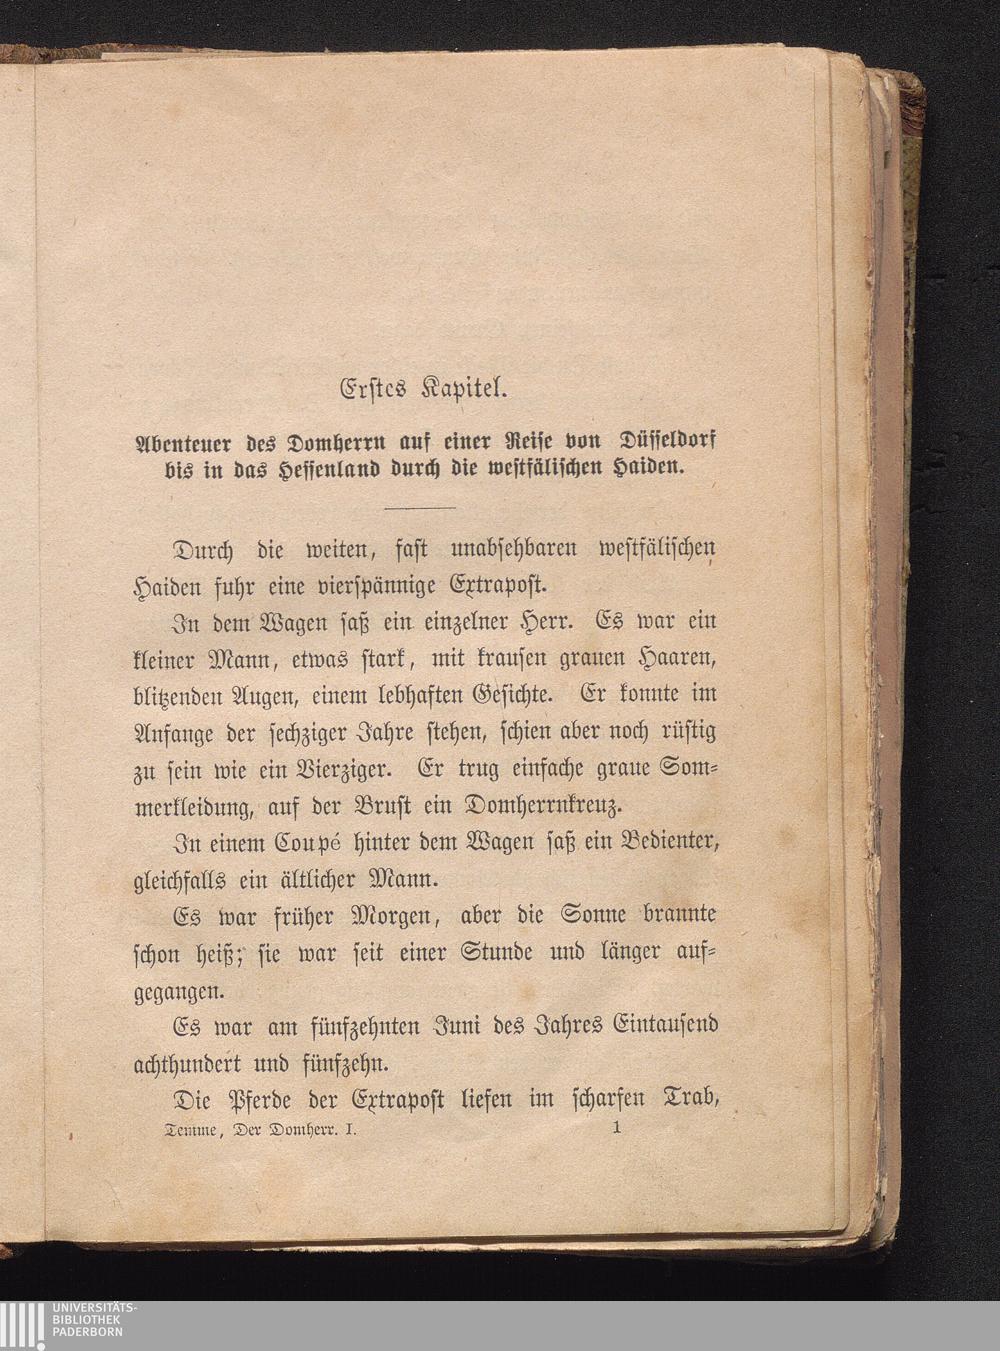 Erstes Kapitel.
Abenteuer des Domherrn auf einer Reise von Düsseldorf
bis in das Hessenland durch die westfälischen Haiden.
Durch die weiten, fast unabsehbaren westfälischen
Haiden fuhr eine vierspännige Extrapost.
In dem Wagen saß ein einzelner Herr. Es war ein
kleiner Mann, etwas stark, mit krausen grauen Haaren,
blitzenden Augen, einem lebhaften Gesichte. Er konnte im
Anfange der sechziger Jahre stehen, schien aber noch rüstig
zu sein wie ein Vierziger. Er trug einfache graue Som-
merkleidung, auf der Brust ein Domherrnkreuz.
In einem Coupé hinter dem Wagen saß ein Bedienter,
gleichfalls ein ältlicher Mann.
Es war früher Morgen, aber die Sonne brannte
schon heiß; sie war seit einer Stunde und länger auf-
gegangen.
Es war am fünfzehnten Juni des Jahres Eintausend
achthundert und fünfzehn.
Die Pferde der Extrapost liefen im scharfen Trab,
Temme, Der Domherr. I. 1
UNIVERSITÄTS-
BIBLIOTHEK
PADERBORN